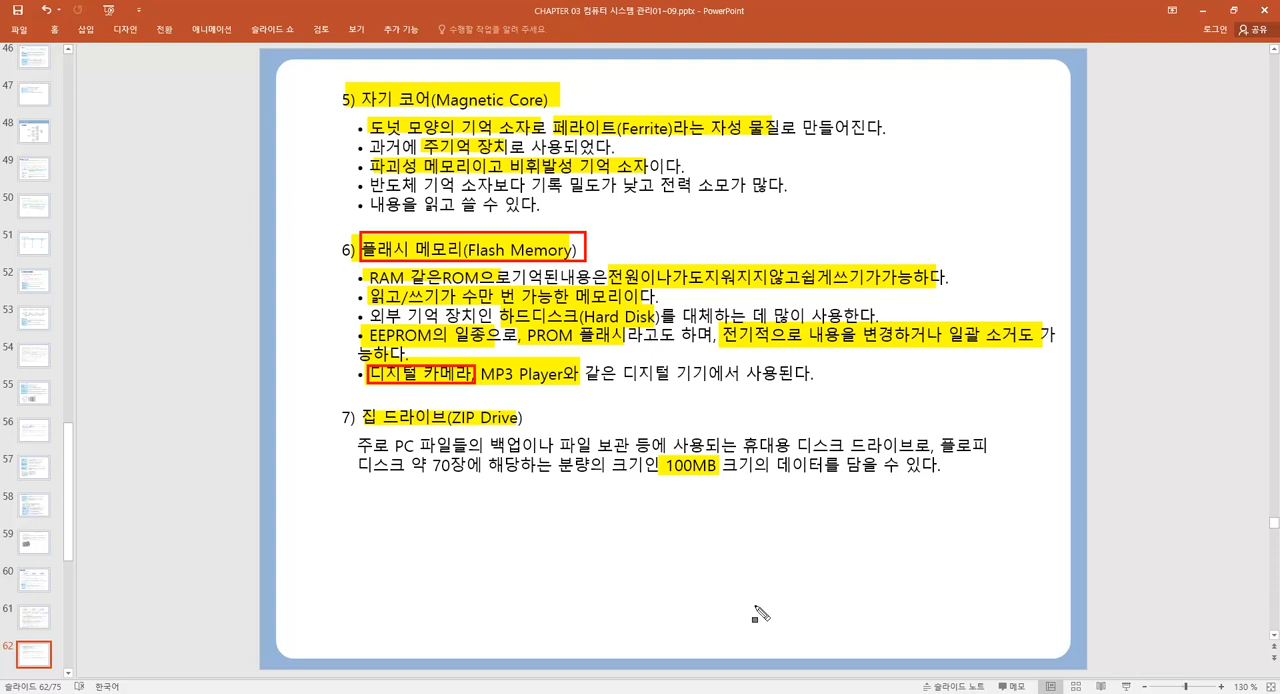 CHAPTER 03 컴퓨터 시스템 관리01~09.pptx - PowerPoint
파일 홈 삽입 디자인 전환 애니메이션 슬라이드 쇼 검토 보기 추가 기능 수행할 작업을 알려 주세요. 로그인 공유
46
47
48
49
50
51
52
53
54
55
56
57
58
59
60
61
62
5) 자기 코어(Magnetic Core)
• 도넛 모양의 기억 소자로 페라이트(Ferrite)라는 자성 물질로 만들어진다.
• 과거에 주기억 장치로 사용되었다.
• 파괴성 메모리이고 비휘발성 기억 소자이다.
• 반도체 기억 소자보다 기록 밀도가 낮고 전력 소모가 많다.
• 내용을 읽고 쓸 수 있다.
6) 플래시 메모리(Flash Memory)
• RAM 같은ROM으로기억된내용은전원이나가도지워지지않고쉽게쓰기가가능하다.
• 읽고/쓰기가 수만 번 가능한 메모리이다.
• 외부 기억 장치인 하드디스크(Hard Disk)를 대체하는 데 많이 사용한다.
• EEPROM의 일종으로, PROM 플래시라고도 하며, 전기적으로 내용을 변경하거나 일괄 소거도 가
능하다.
• 디지털 카메라, MP3 Player와 같은 디지털 기기에서 사용된다.
7) 집 드라이브(ZIP Drive)
주로 PC 파일들의 백업이나 파일 보관 등에 사용되는 휴대용 디스크 드라이브로, 플로피
디스크 약 70장에 해당하는 분량의 크기인 100MB 크기의 데이터를 담을 수 있다.
슬라이드 62/75 한국어 슬라이드 노트 메모 130 %